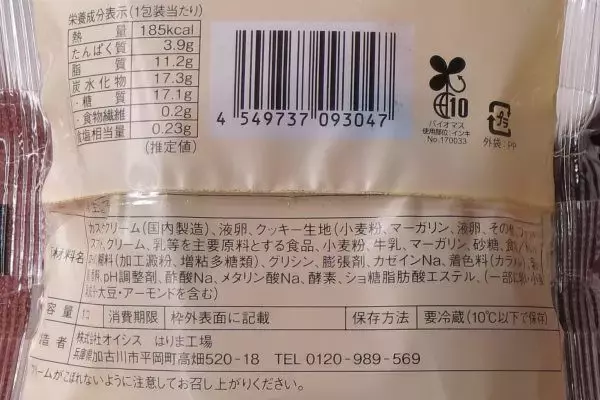 栄養成分表示(1包装当たり)
熱量 185kcal
たんぱく質 3.9g
脂質 11.2g
炭水化物 17.3g
・糖質 17.1g
・食物繊維 0.2g
食塩相当量 0.23g
(推定値)
4 549737 093047
10
バイオマス
使用部位:インキ
No.170033
プラ
外袋:PP
カスタードクリーム(国内製造)、液卵、クッキー生地(小麦粉、マーガリン、液卵、その他)、
クリーム、乳等を主要原料とする食品、小麦粉、牛乳、マーガリン、砂糖、食
(加工澱粉、増粘多糖類)、グリシン、膨張剤、カゼインNa、着色料(カラメル、
pH調整剤、酢酸Na、メタリン酸Na、酵素、ショ糖脂肪酸エステル、(一部に
大豆・アーモンドを含む)
材料名
容量 消費期限 枠外表面に記載 保存方法 要冷蔵(10℃以下で保存)
造者 株式会社オイシス はりま工場
兵庫県加古川市平岡町高畑520-18 TEL 0120-989-569
クリームがこぼれないように注意してお召し上がりください。